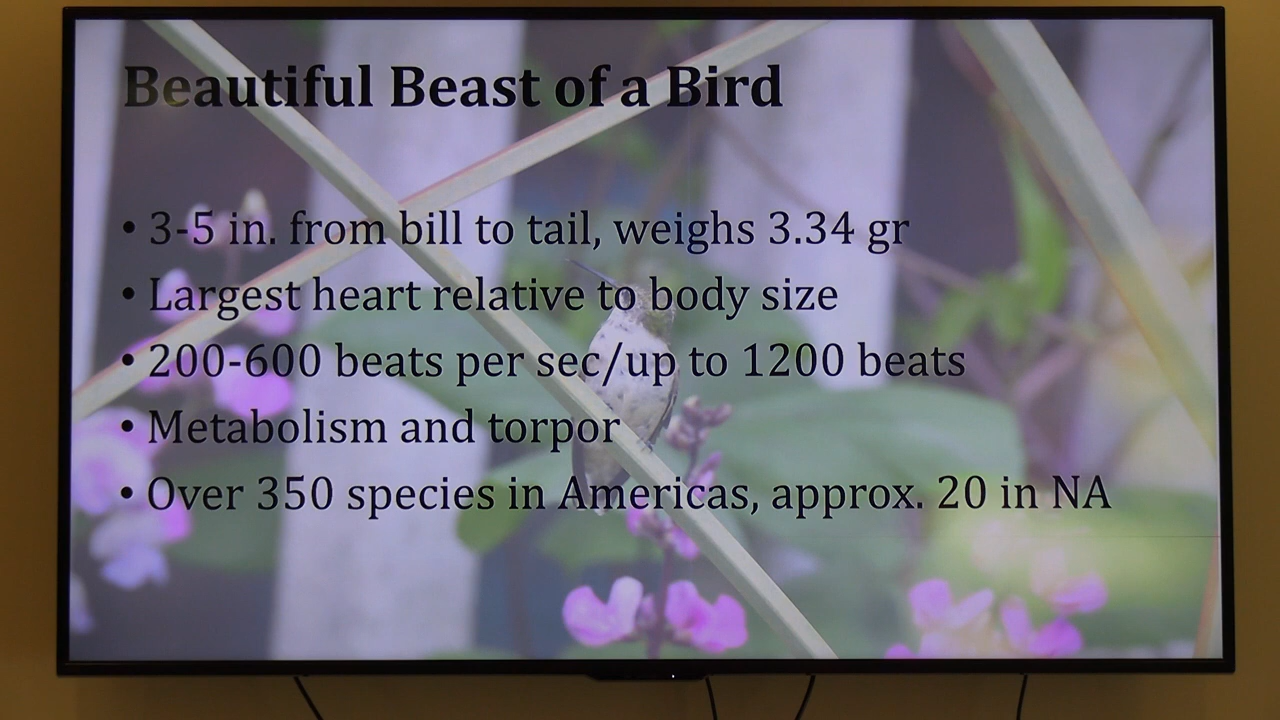 Beautiful Beast of a Bird
• 3-5 in. from bill to tail, weighs 3.34 gr
• Largest heart relative to body size
• 200-600 beats per sec/up to 1200 beats
• Metabolism and torpor
• Over 350 species in Americas, approx. 20 in NA